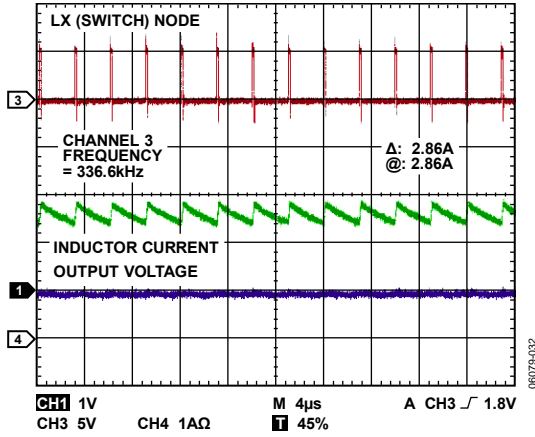 LX (SWITCH) NODE
3
CHANNEL 3
FREQUENCY
= 336.6kHz
Δ: 2.86A
@: 2.86A
INDUCTOR CURRENT
OUTPUT VOLTAGE
1
4
CH1 1V M 4µs A CH3 1.8V
CH3 5V CH4 1AΩ T 45%
06079-032